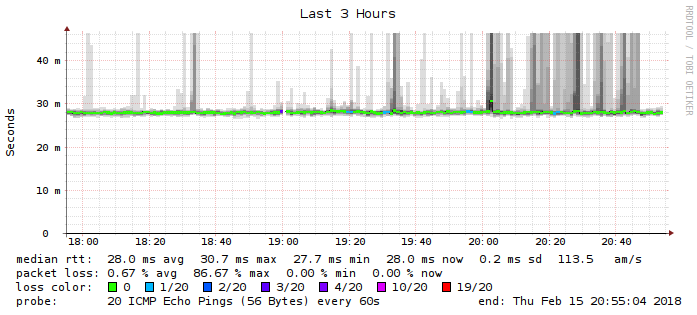 Last 3 Hours
RRDTOOL / TOBI OETIKER
Seconds
40 m
30 m
20 m
10 m
0
18:00 18:20 18:40 19:00 19:20 19:40 20:00 20:20 20:40
median rtt: 28.0 ms avg 30.7 ms max 27.7 ms min 28.0 ms now 0.2 ms sd 113.5 am/s
packet loss: 0.67 % avg 86.67 % max 0.00 % min 0.00 % now
loss color: 0 1/20 2/20 3/20 4/20 10/20 19/20
probe: 20 ICMP Echo Pings (56 Bytes) every 60s end: Thu Feb 15 20:55:04 2018